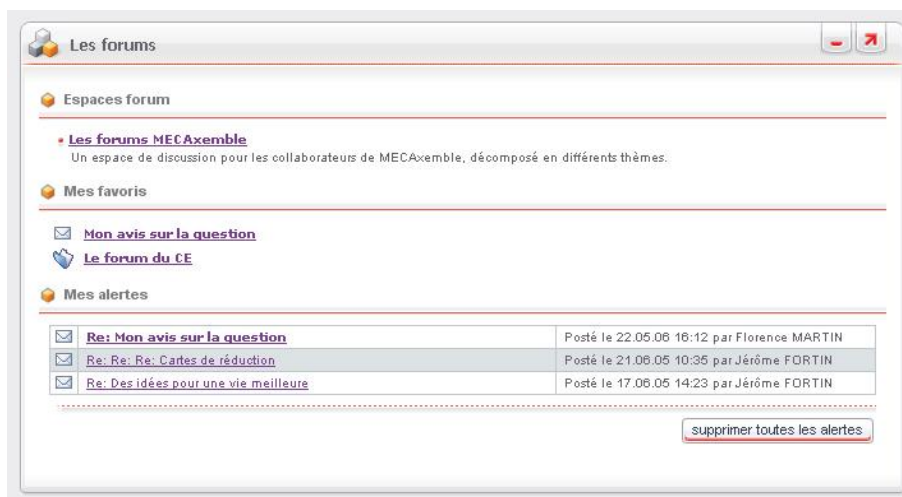 Les forums
Espaces forum
Les forums MECAxemble
Un espace de discussion pour les collaborateurs de MECAxemble, décomposé en différents thèmes.
Mes favoris
Mon avis sur la question
Le forum du CE
Mes alertes
Re: Mon avis sur la question Posté le 22.05.06 16:12 par Florence MARTIN
Re: Re: Re: Cartes de réduction Posté le 21.06.05 10:35 par Jérôme FORTIN
Re: Des idées pour une vie meilleure Posté le 17.06.05 14:23 par Jérôme FORTIN
supprimer toutes les alertes